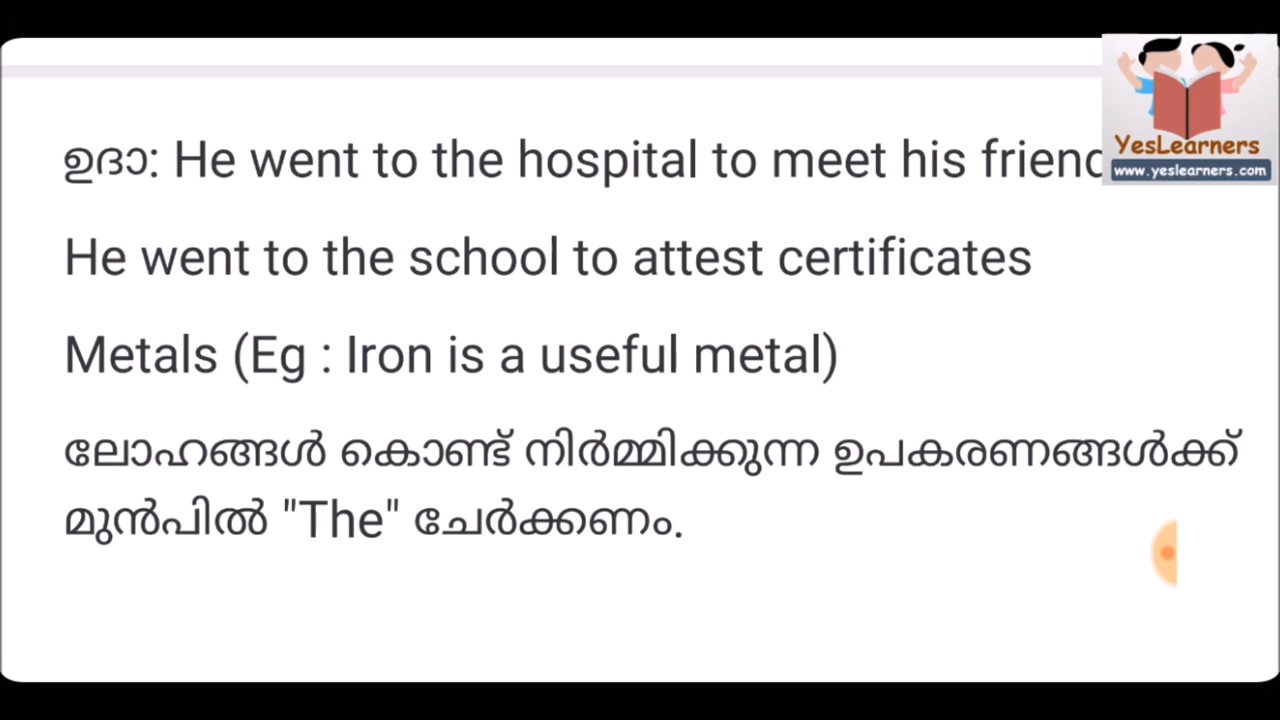 ഉദാ: He went to the hospital to meet his friend
YesLearners
www.yeslearners.com
He went to the school to attest certificates
Metals (Eg : Iron is a useful metal)
ലോഹങ്ങൾ കൊണ്ട് നിർമ്മിക്കുന്ന ഉപകരണങ്ങൾക്ക്
മുൻപിൽ "The" ചേർക്കണം.